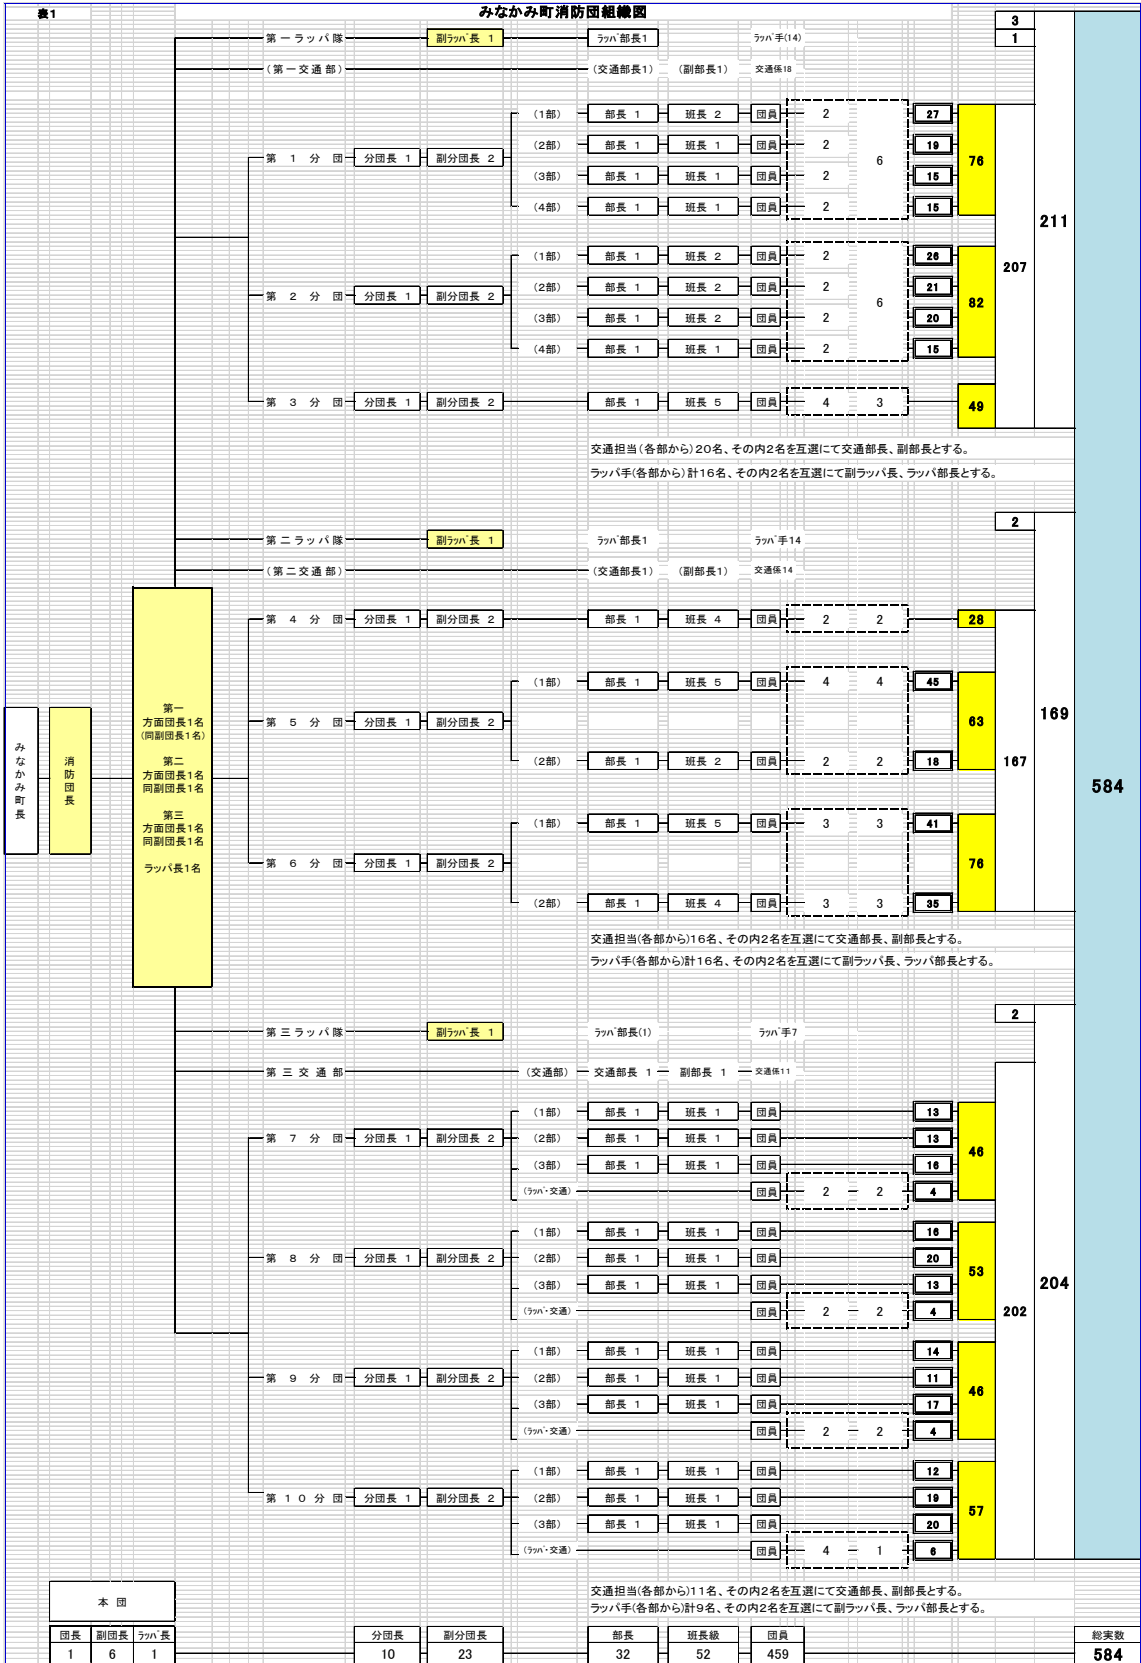 表1
みなかみ町消防団組織図
3
第一ラッパ隊 副ラッパ長 1 ラッパ部長1 ラッパ手(14) 1
(第一交通部) (交通部長1) (副部長1) 交通係18
(1部) 部長 1 班長 2 団員 2 27
(2部) 部長 1 班長 1 団員 2 19
第 1 分 団 分団長 1 副分団長 2 6 76
(3部) 部長 1 班長 1 団員 2 15
(4部) 部長 1 班長 1 団員 2 15
211
(1部) 部長 1 班長 2 団員 2 26
207
(2部) 部長 1 班長 2 団員 2 21
第 2 分 団 分団長 1 副分団長 2 6 82
(3部) 部長 1 班長 2 団員 2 20
(4部) 部長 1 班長 1 団員 2 15
第 3 分 団 分団長 1 副分団長 2 部長 1 班長 5 団員 4 3 49
交通担当(各部から)20名、その内2名を互選にて交通部長、副部長とする。
ラッパ手(各部から)計16名、その内2名を互選にて副ラッパ長、ラッパ部長とする。
2
第二ラッパ隊 副ラッパ長 1 ラッパ部長1 ラッパ手14
(第二交通部) (交通部長1) (副部長1) 交通係14
第 4 分 団 分団長 1 副分団長 2 部長 1 班長 4 団員 2 2 28
(1部) 部長 1 班長 5 団員 4 4 45
第 5 分 団 分団長 1 副分団長 2 63
169
(2部) 部長 1 班長 2 団員 2 2 18
167
584
みなかみ町長
消防団長
第一
方面団長1名
(同副団長1名)
第二
方面団長1名
同副団長1名
第三
方面団長1名
同副団長1名
ラッパ長1名
(1部) 部長 1 班長 5 団員 3 3 41
第 6 分 団 分団長 1 副分団長 2 76
(2部) 部長 1 班長 4 団員 3 3 35
交通担当(各部から)16名、その内2名を互選にて交通部長、副部長とする。
ラッパ手(各部から)計16名、その内2名を互選にて副ラッパ長、ラッパ部長とする。
2
第三ラッパ隊 副ラッパ長 1 ラッパ部長(1) ラッパ手7
第三交通部 (交通部) 交通部長 1 副部長 1 交通係11
(1部) 部長 1 班長 1 団員 13
第 7 分 団 分団長 1 副分団長 2 (2部) 部長 1 班長 1 団員 13 46
(3部) 部長 1 班長 1 団員 16
(ラッパ・交通) 団員 2 2 4
(1部) 部長 1 班長 1 団員 16
第 8 分 団 分団長 1 副分団長 2 (2部) 部長 1 班長 1 団員 20 53
(3部) 部長 1 班長 1 団員 13
204
(ラッパ・交通) 団員 2 2 4
202
(1部) 部長 1 班長 1 団員 14
第 9 分 団 分団長 1 副分団長 2 (2部) 部長 1 班長 1 団員 11 46
(3部) 部長 1 班長 1 団員 17
(ラッパ・交通) 団員 2 2 4
(1部) 部長 1 班長 1 団員 12
第 1 0 分 団 分団長 1 副分団長 2 (2部) 部長 1 班長 1 団員 19 57
(3部) 部長 1 班長 1 団員 20
(ラッパ・交通) 団員 4 1 6
交通担当(各部から)11名、その内2名を互選にて交通部長、副部長とする。
本 団
ラッパ手(各部から)計9名、その内2名を互選にて副ラッパ長、ラッパ部長とする。
団長 副団長 ラッパ長 分団長 副分団長 部長 班長級 団員 総実数
1 6 1 10 23 32 52 459 584